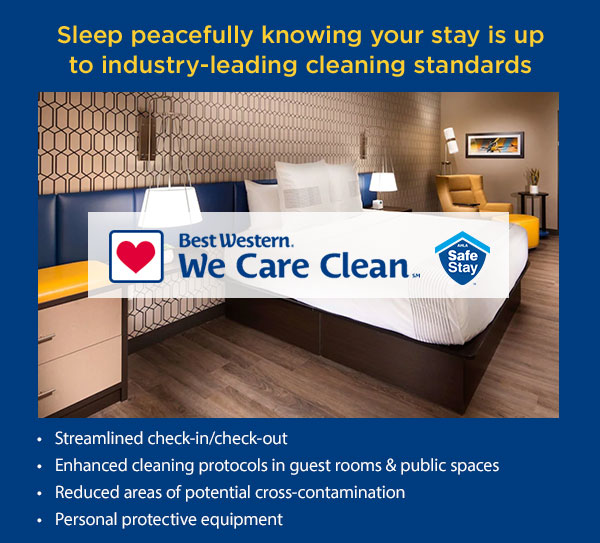 Sleep peacefully knowing your stay is up
to industry-leading cleaning standards
Best Western.
We Care Clean SM
AHLA
Safe
Stay
™
• Streamlined check-in/check-out
• Enhanced cleaning protocols in guest rooms & public spaces
• Reduced areas of potential cross-contamination
• Personal protective equipment